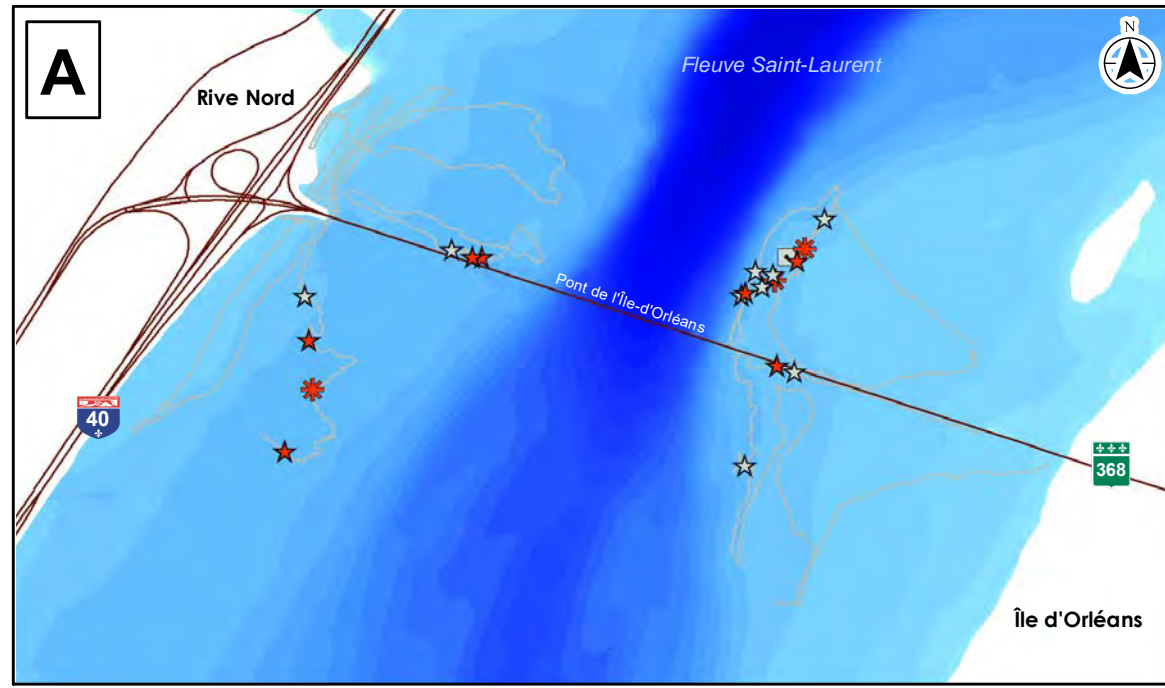 A
Rive Nord
Fleuve Saint-Laurent
N
Pont de l'Île-d'Orléans
40
368
Île d'Orléans